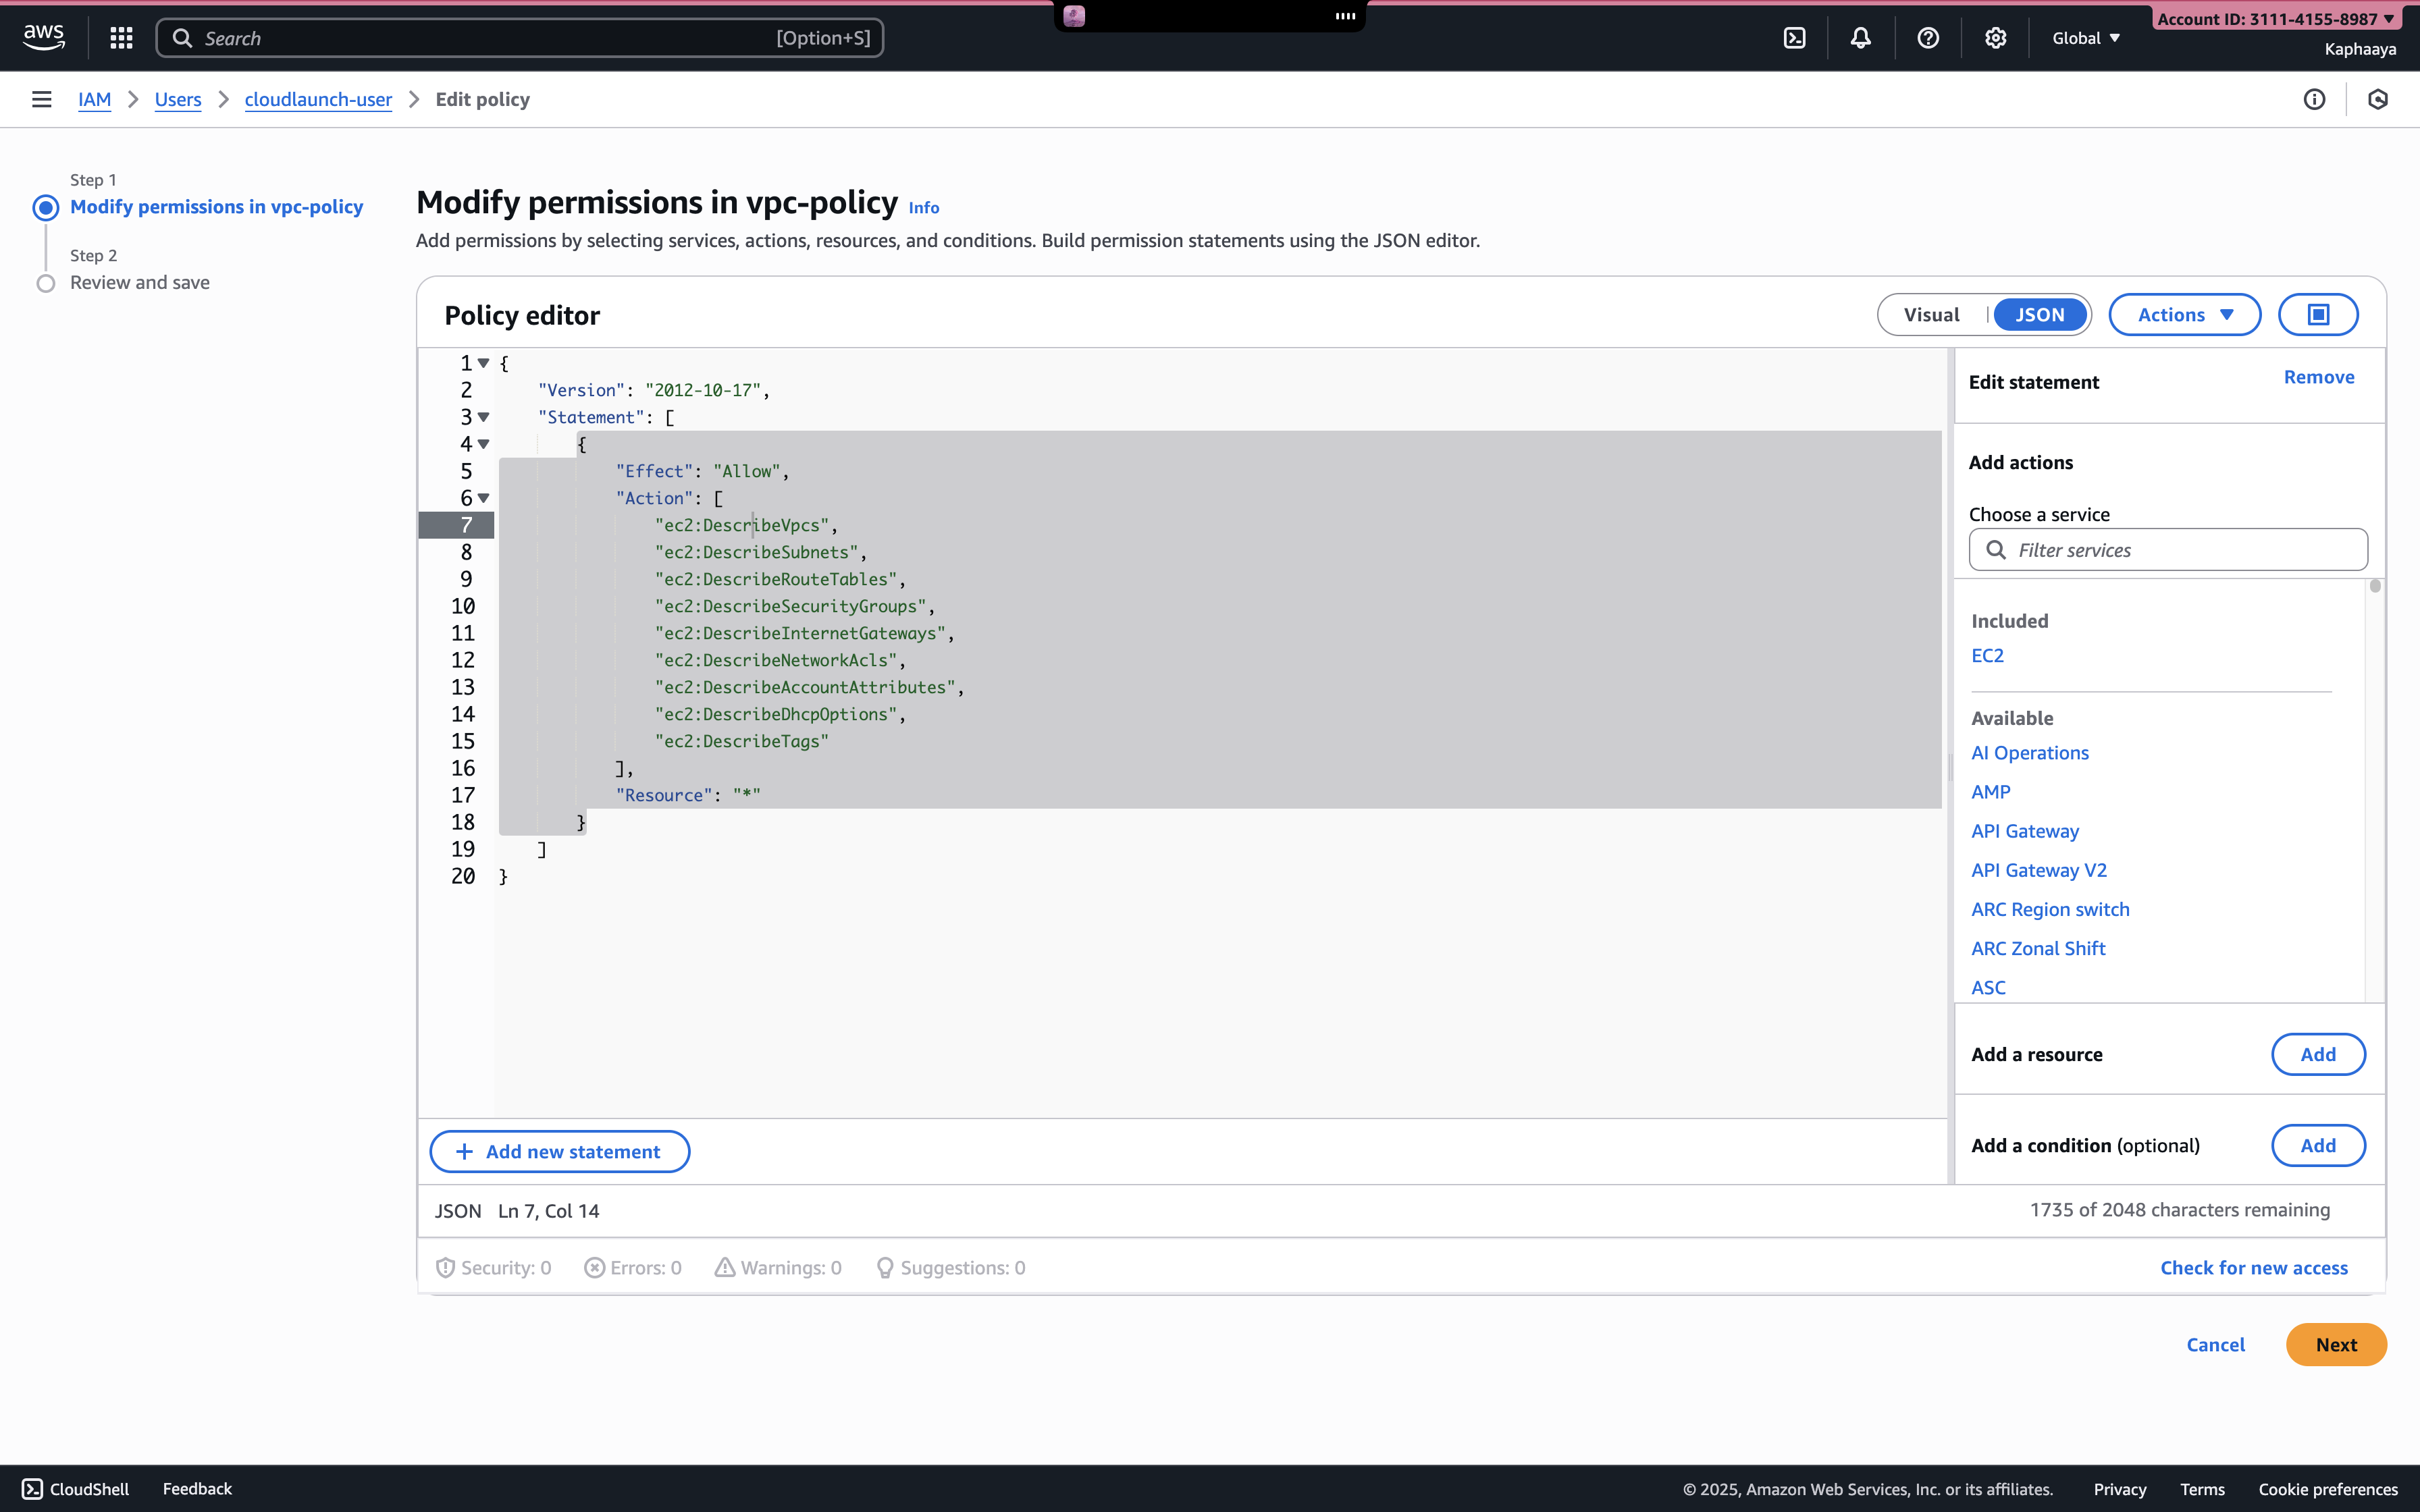 aws
Search [Option+S]
Global
Account ID: 3111-4155-8987
Kaphaaya
IAM Users cloudlaunch-user Edit policy
Step 1
Modify permissions in vpc-policy
Step 2
Review and save
Modify permissions in vpc-policy Info
Add permissions by selecting services, actions, resources, and conditions. Build permission statements using the JSON editor.
Policy editor
Visual JSON Actions
1 {
2 "Version": "2012-10-17",
3 "Statement": [
4 {
5 "Effect": "Allow",
6 "Action": [
7 "ec2:DescribeVpcs",
8 "ec2:DescribeSubnets",
9 "ec2:DescribeRouteTables",
10 "ec2:DescribeSecurityGroups",
11 "ec2:DescribeInternetGateways",
12 "ec2:DescribeNetworkAcls",
13 "ec2:DescribeAccountAttributes",
14 "ec2:DescribeDhcpOptions",
15 "ec2:DescribeTags"
16 ],
17 "Resource": "*"
18 }
19 ]
20 }
Edit statement Remove
Add actions
Choose a service
Filter services
Included
EC2
Available
AI Operations
AMP
API Gateway
API Gateway V2
ARC Region switch
ARC Zonal Shift
ASC
Add a resource Add
Add a condition (optional) Add
+ Add new statement
JSON Ln 7, Col 14
1735 of 2048 characters remaining
Security: 0 Errors: 0 Warnings: 0 Suggestions: 0
Check for new access
Cancel Next
CloudShell Feedback
© 2025, Amazon Web Services, Inc. or its affiliates. Privacy Terms Cookie preferences